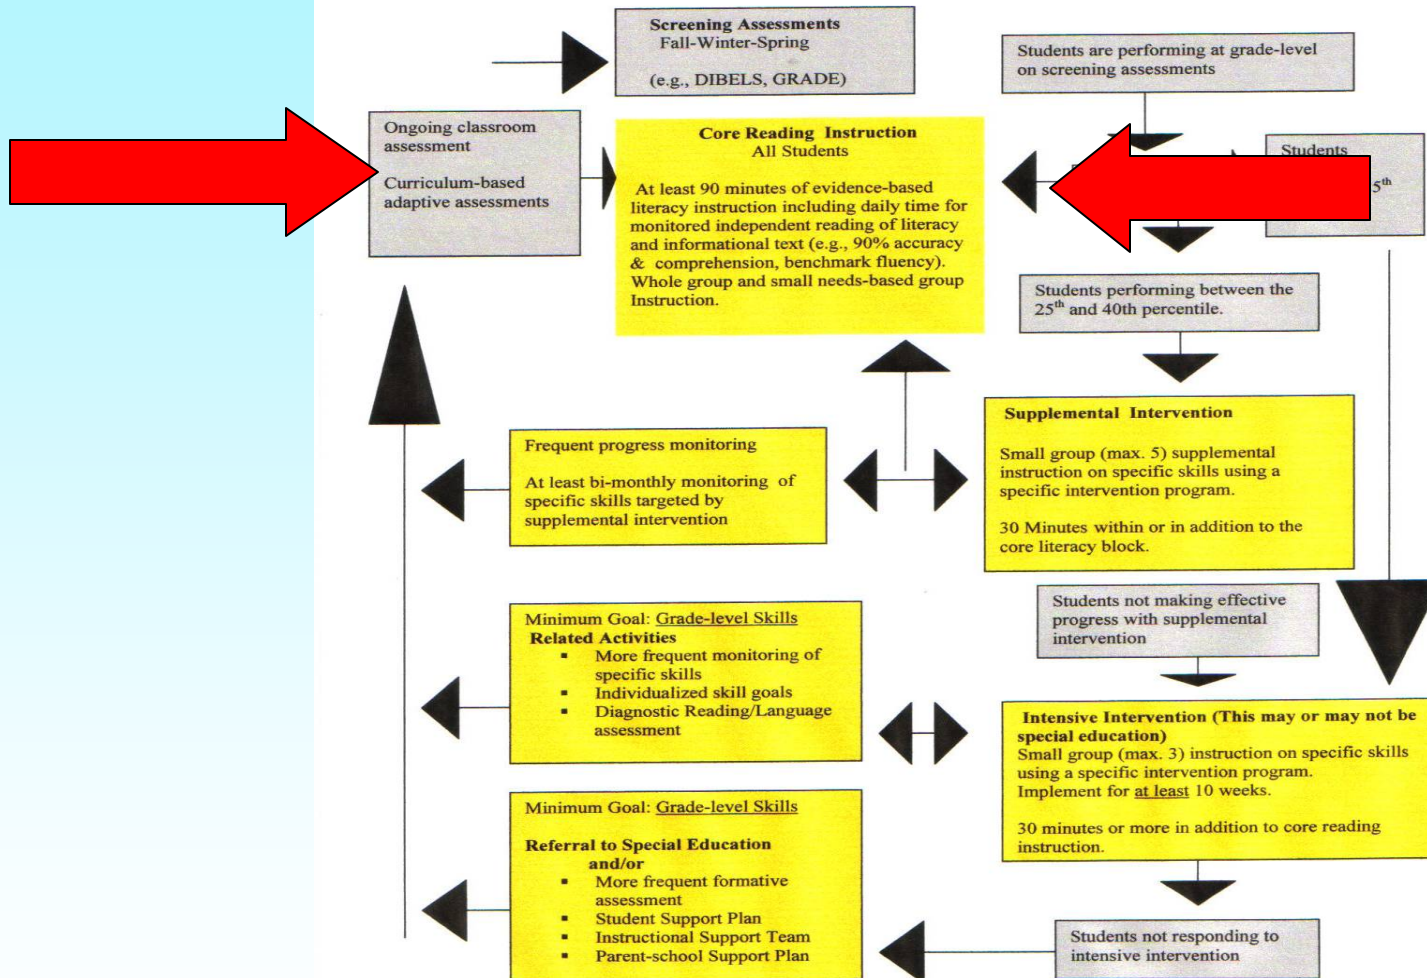 Screening Assessments
Fall-Winter-Spring
(e.g., DIBELS, GRADE)
Students are performing at grade-level
on screening assessments
Ongoing classroom
assessment
Curriculum-based
adaptive assessments
Core Reading Instruction
All Students
At least 90 minutes of evidence-based
literacy instruction including daily time for
monitored independent reading of literacy
and informational text (e.g., 90% accuracy
& comprehension, benchmark fluency).
Whole group and small needs-based group
Instruction.
Students
5th
Students performing between the
25th and 40th percentile.
Supplemental Intervention
Small group (max. 5) supplemental
instruction on specific skills using a
specific intervention program.
30 Minutes within or in addition to the
core literacy block.
Frequent progress monitoring
At least bi-monthly monitoring of
specific skills targeted by
supplemental intervention
Students not making effective
progress with supplemental
intervention
Minimum Goal: Grade-level Skills
Related Activities
▪ More frequent monitoring of
specific skills
▪ Individualized skill goals
▪ Diagnostic Reading/Language
assessment
Intensive Intervention (This may or may not be
special education)
Small group (max. 3) instruction on specific skills
using a specific intervention program.
Implement for at least 10 weeks.
30 minutes or more in addition to core reading
instruction.
Minimum Goal: Grade-level Skills
Referral to Special Education
and/or
▪ More frequent formative
assessment
▪ Student Support Plan
▪ Instructional Support Team
▪ Parent-school Support Plan
Students not responding to
intensive intervention